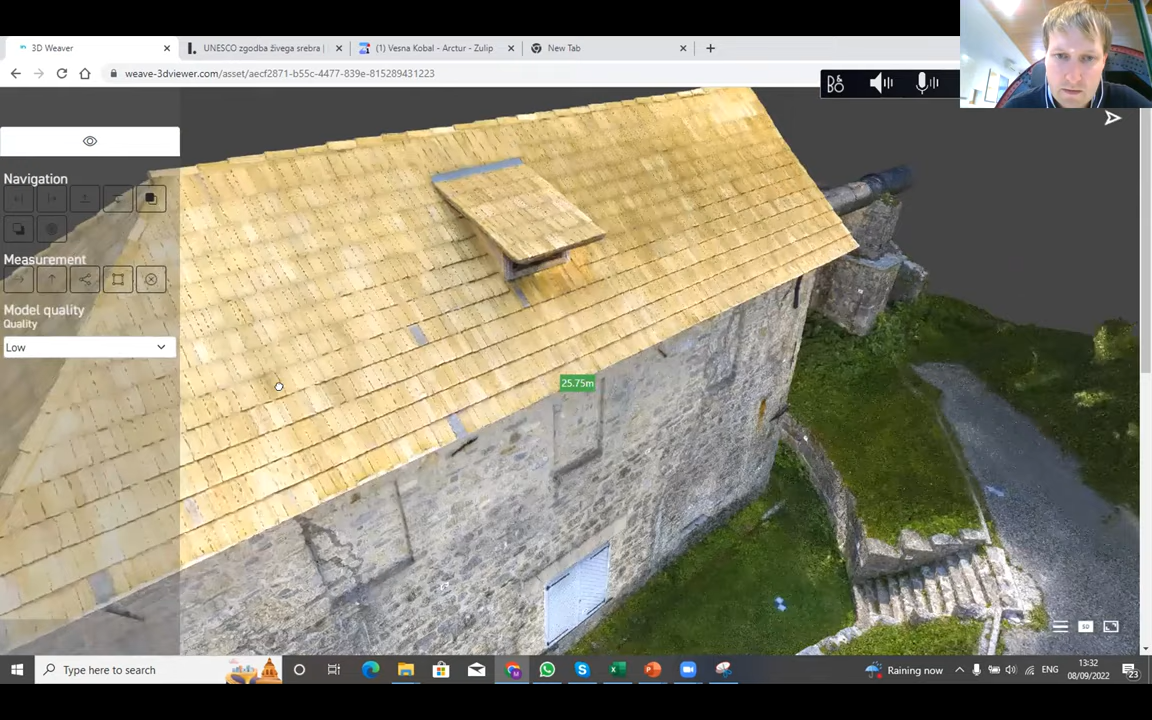 3D Weaver
UNESCO zgodba živega srebra |
(1) Vesna Kobal - Arctur - Zulip
New Tab
weave-3dviewer.com/asset/aecf2871-b55c-4477-839e-815289431223
Navigation
Measurement
Model quality
Quality
Low
25.75m
SD
Type here to search
Raining now
ENG
13:32
08/09/2022
23